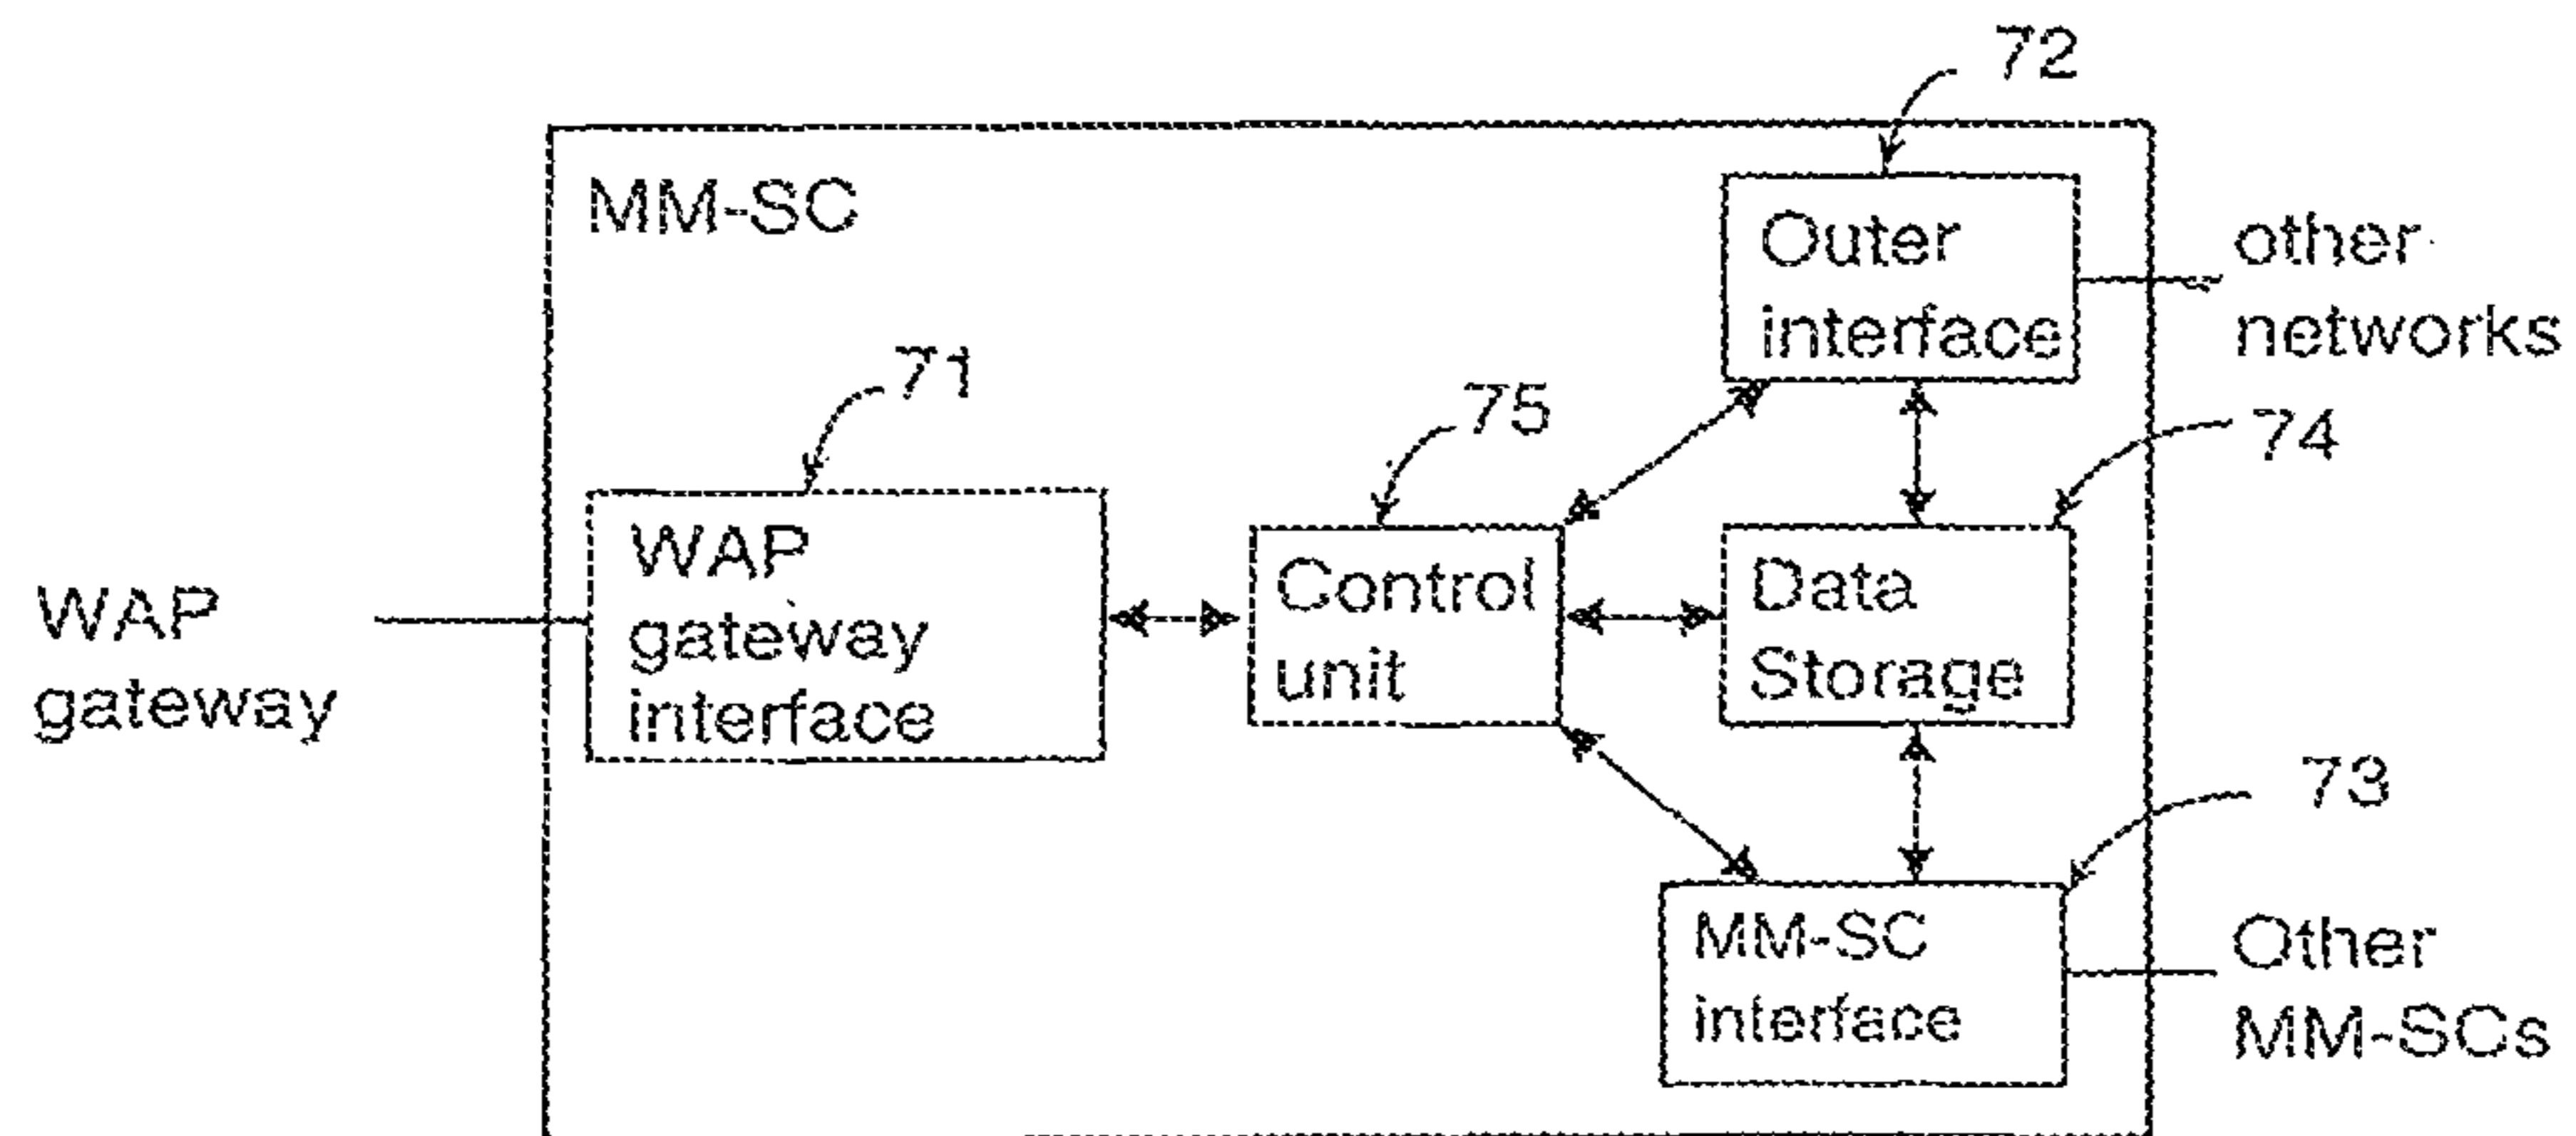 72
MM-SC
Outer
interface
other
networks
71
75
74
WAP
gateway
interface
Control
unit
Data
Storage
WAP
gateway
73
MM-SC
interface
Other
MM-SCs